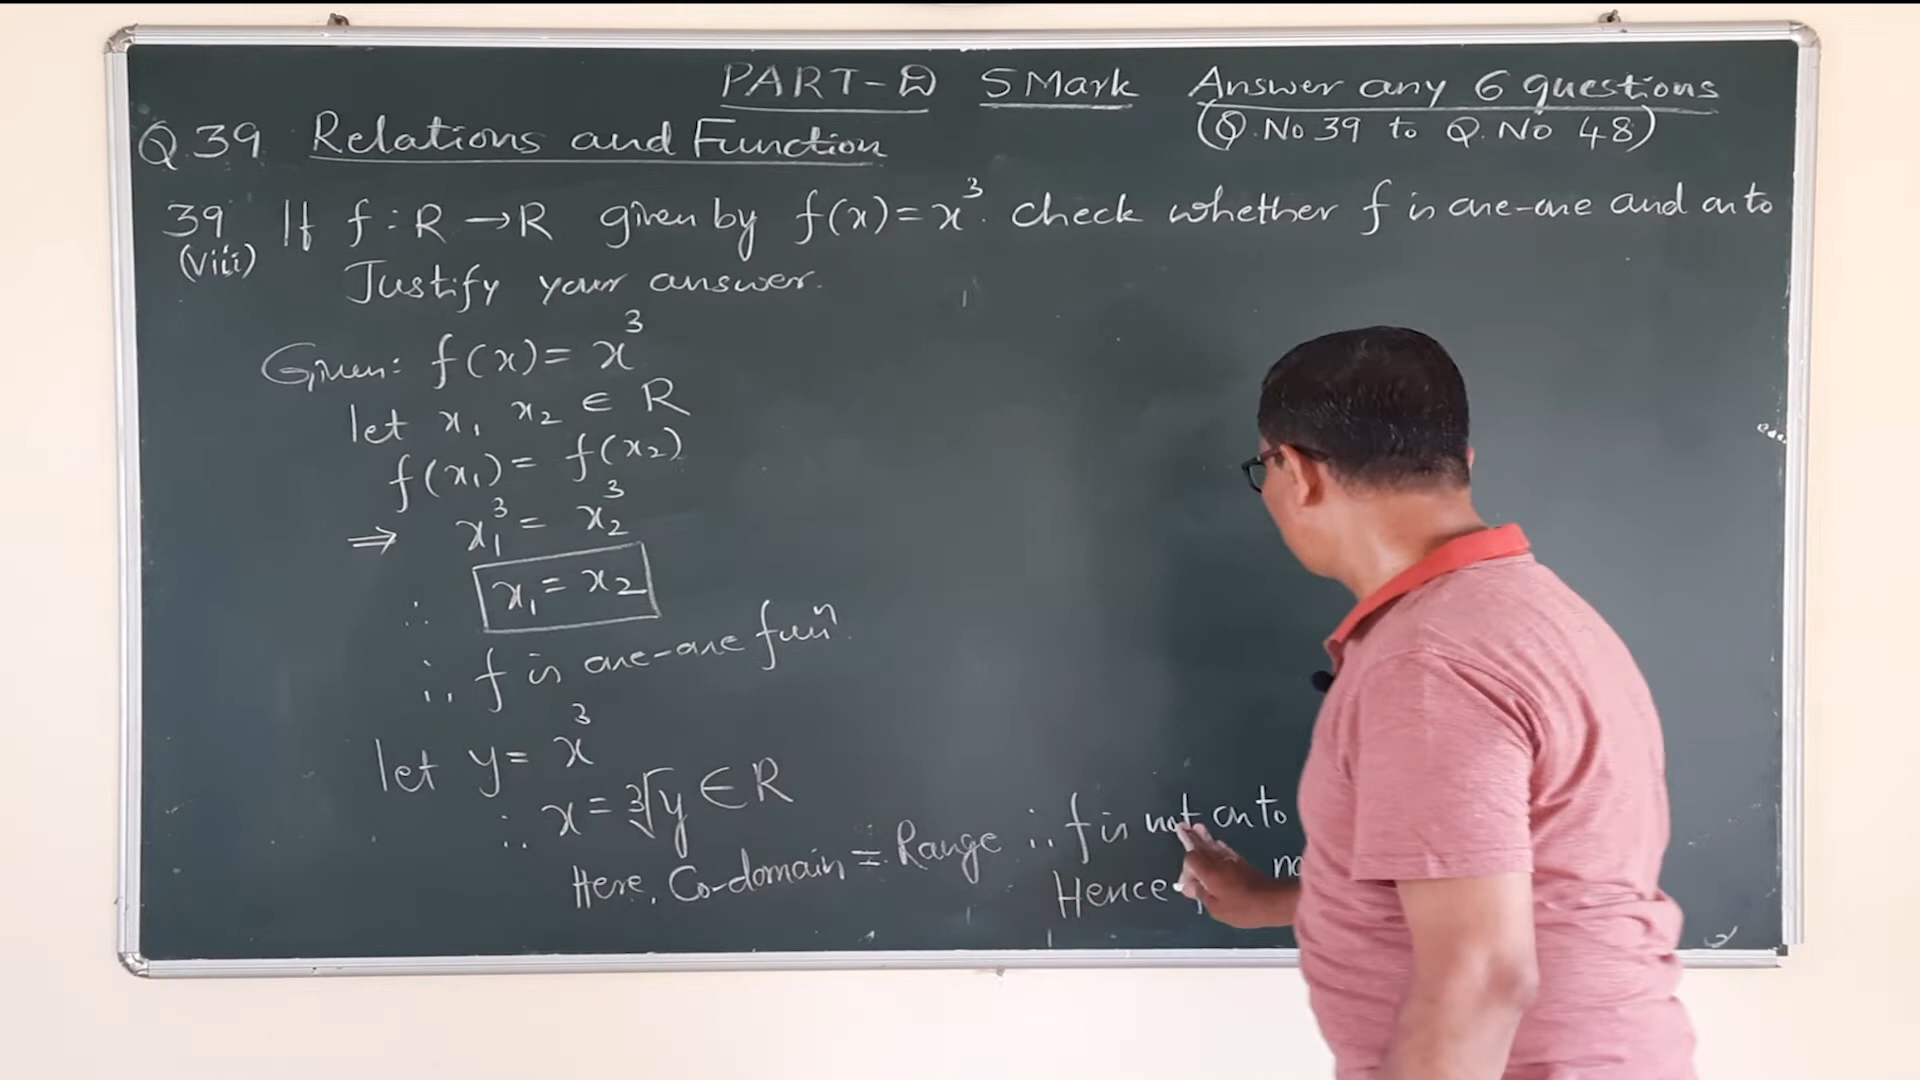 PART-D 5 Mark Answer any 6 questions
(Q.No 39 to Q.No 48)
Q.39 Relations and Function
39 If f:R→R given by f(x)=x³. check whether f is one-one and onto
(viii) Justify your answer.
Given: f(x)= x³
let x₁ x₂ ∈ R
f(x₁)= f(x₂)
⇒ x₁³ = x₂³
∴ x₁= x₂
∴ f is one-one funⁿ.
let y= x³
∴ x=∛y ∈ R
Here, Co-domain = Range ∴ f is not onto
Hence